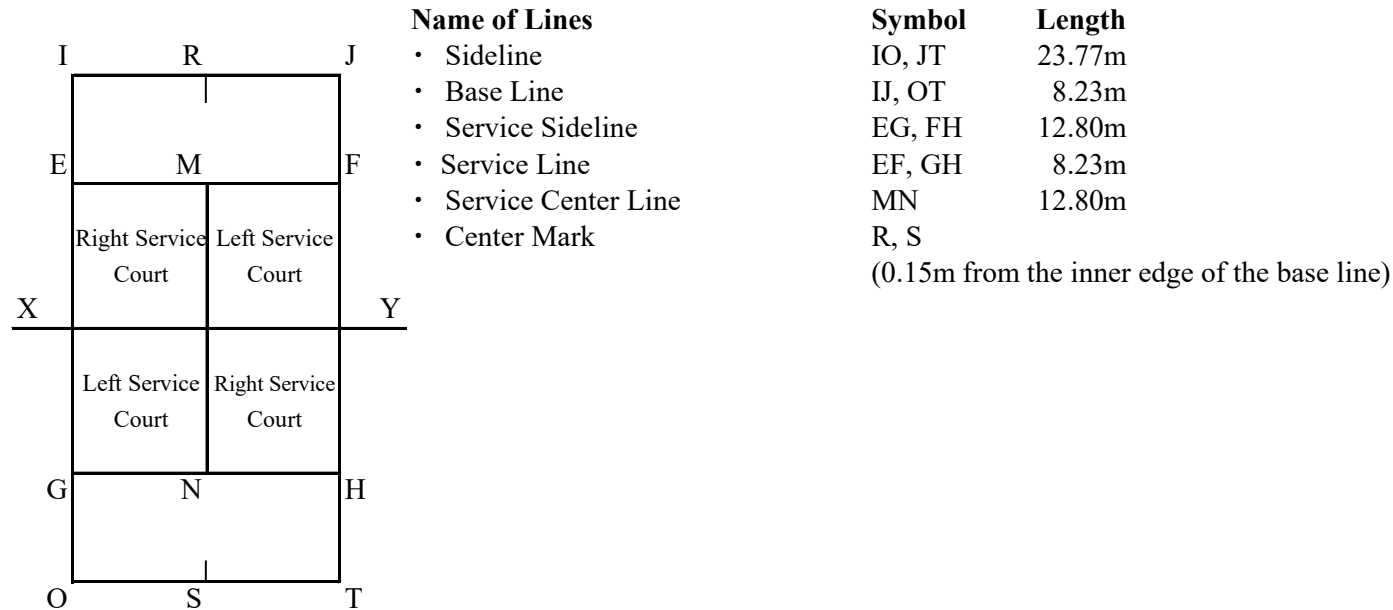 Name of Lines Symbol Length
I R J
・ Sideline IO, JT 23.77m
・ Base Line IJ, OT 8.23m
・ Service Sideline EG, FH 12.80m
E M F
・ Service Line EF, GH 8.23m
・ Service Center Line MN 12.80m
・ Center Mark R, S
(0.15m from the inner edge of the base line)
Right Service
Court
Left Service
Court
X Y
Left Service
Court
Right Service
Court
G N H
O S T